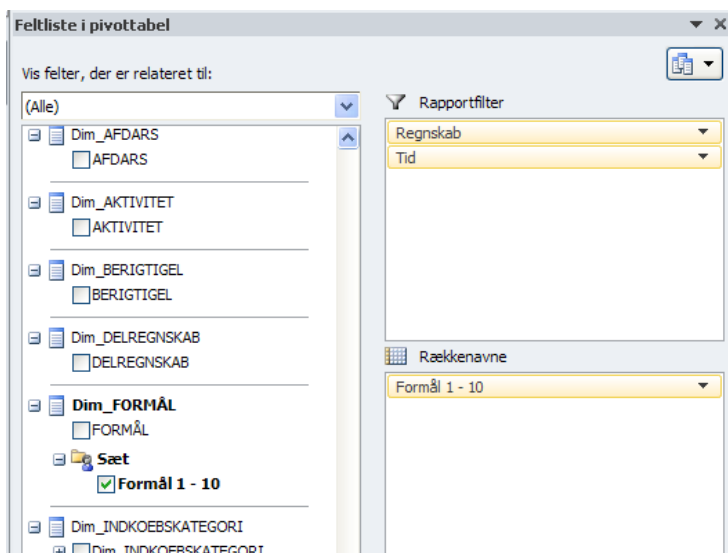 Feltliste i pivottabel
Vis felter, der er relateret til:
(Alle)
Dim_AFDARS
AFDARS
Dim_AKTIVITET
AKTIVITET
Dim_BERIGTIGEL
BERIGTIGEL
Dim_DELREGNSKAB
DELREGNSKAB
Dim_FORMÅL
FORMÅL
Sæt
Formål 1 - 10
Dim_INDKOEBSKATEGORI
Dim_INDKOEBSKATEGORI
Rapportfilter
Regnskab
Tid
Rækkenavne
Formål 1 - 10